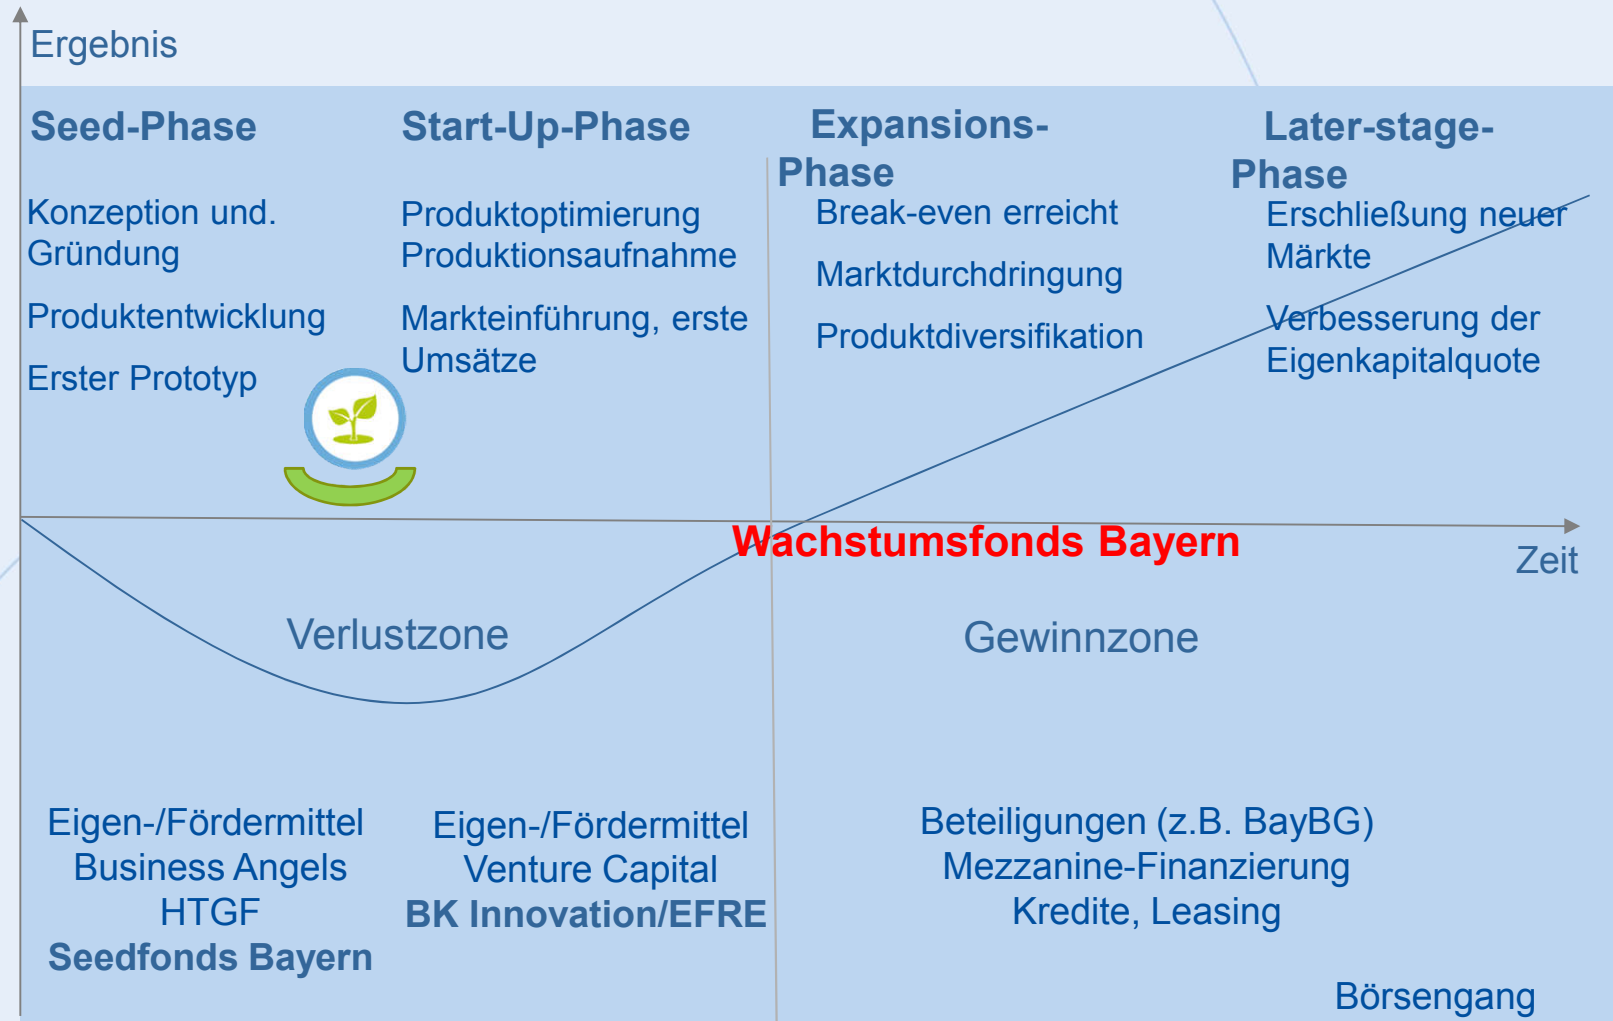 Ergebnis
Seed-Phase
Konzeption und.
Gründung
Produktentwicklung
Erster Prototyp
Start-Up-Phase
Produktoptimierung
Produktionsaufnahme
Markteinführung, erste
Umsätze
Expansions-
Phase
Break-even erreicht
Marktdurchdringung
Produktdiversifikation
Later-stage-
Phase
Erschließung neuer
Märkte
Verbesserung der
Eigenkapitalquote
Wachstumsfonds Bayern
Zeit
Verlustzone
Gewinnzone
Eigen-/Fördermittel
Business Angels
HTGF
Seedfonds Bayern
Eigen-/Fördermittel
Venture Capital
BK Innovation/EFRE
Beteiligungen (z.B. BayBG)
Mezzanine-Finanzierung
Kredite, Leasing
Börsengang